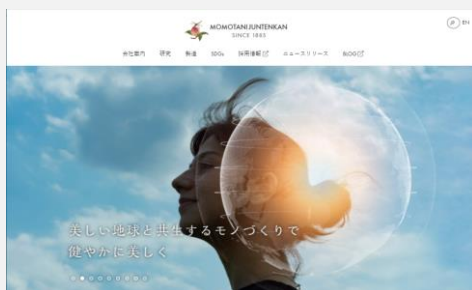 MOMOTANI JUNTENKAN
SINCE 1885
EN
会社案内 研究 製造 SDGs 採用情報 ニュースリリース BLOG
美しい地球と共生するモノづくりで
健やかに美しく